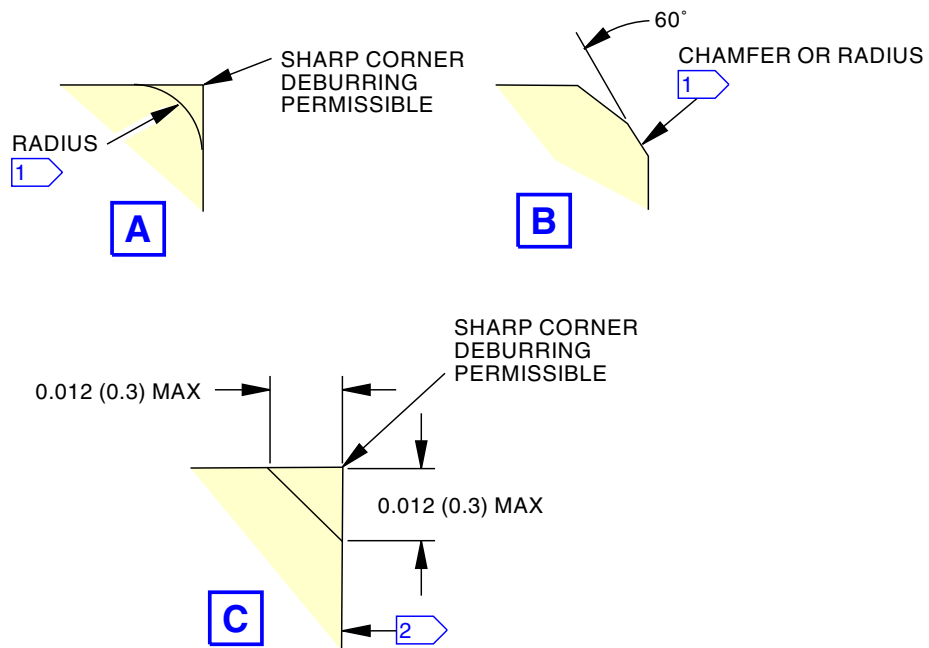 SHARP CORNER
DEBURRING
PERMISSIBLE
RADIUS
1
A
60°
CHAMFER OR RADIUS
1
B
SHARP CORNER
DEBURRING
PERMISSIBLE
0.012 (0.3) MAX
0.012 (0.3) MAX
C
2